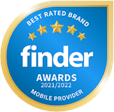 BEST RATED BRAND
finder
AWARDS
2021/2022
MOBILE PROVIDER